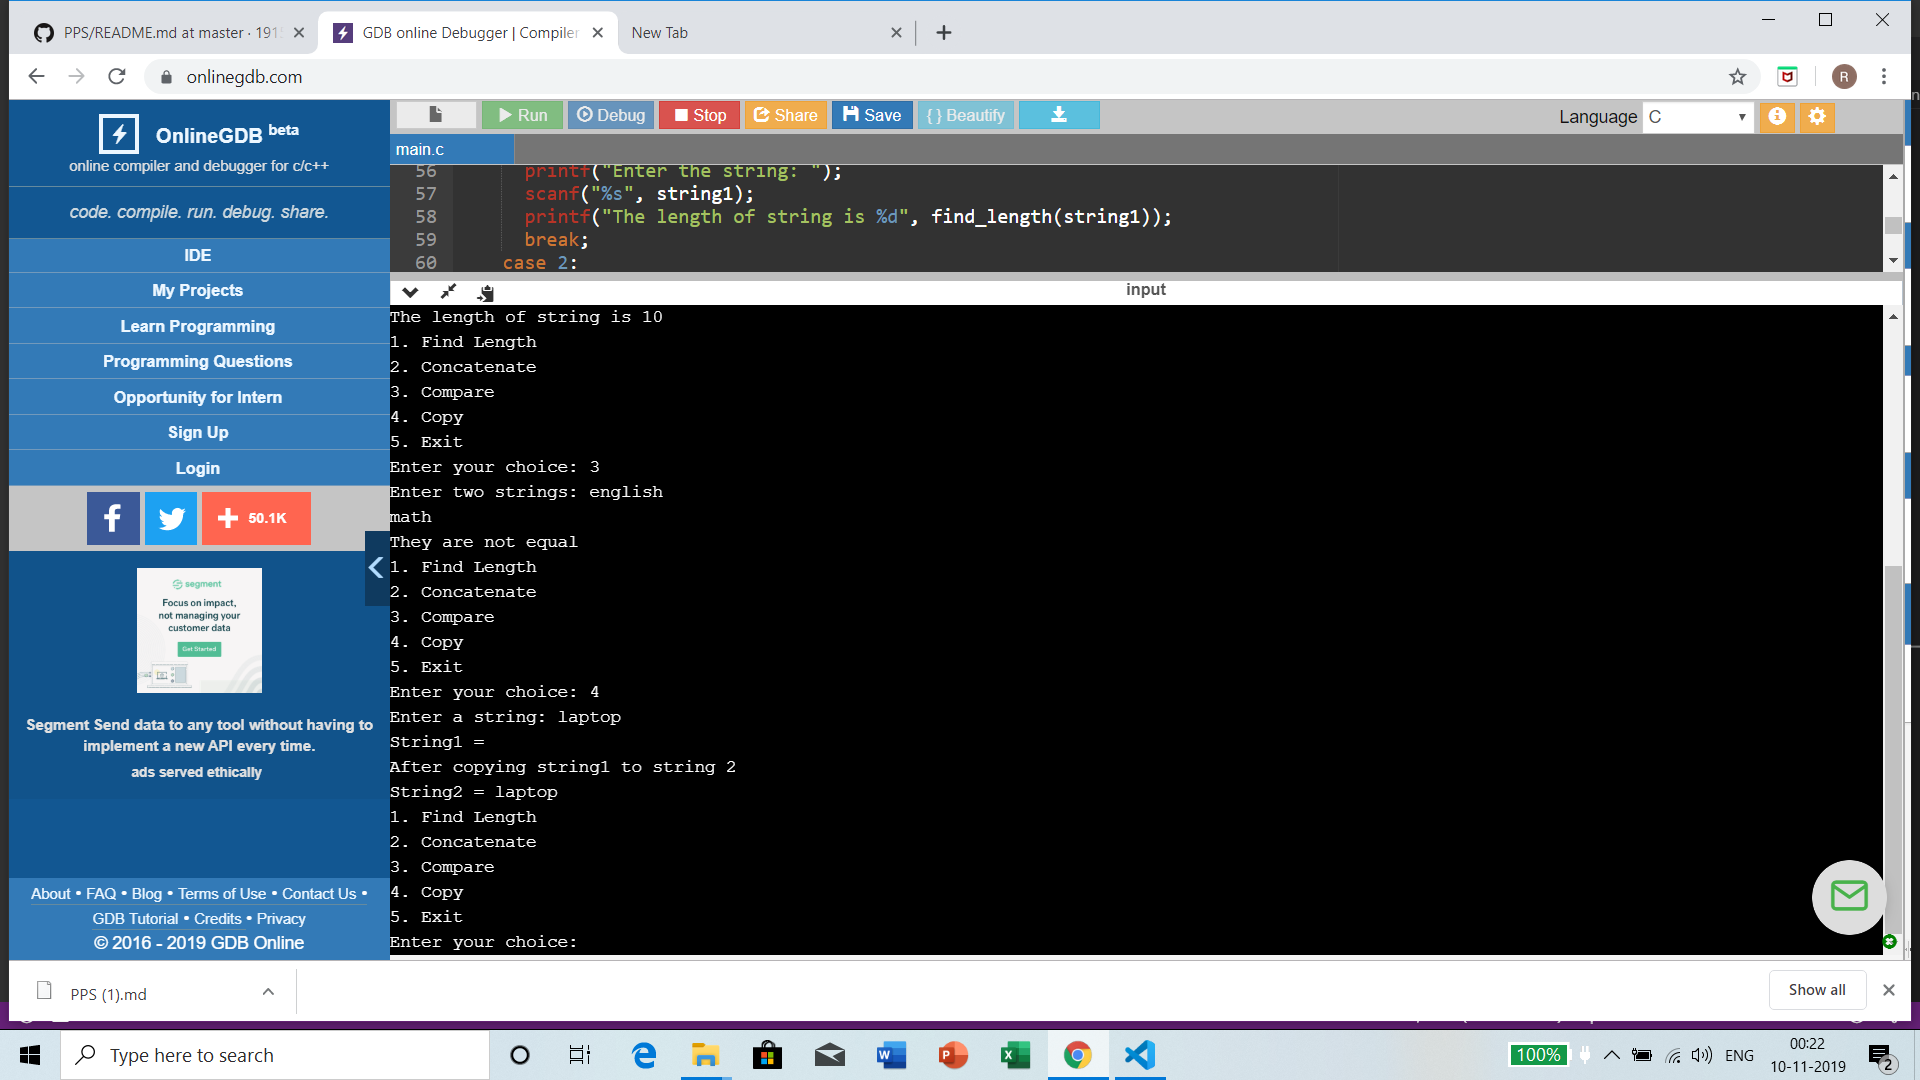 PPS/README.md at master · 191
GDB online Debugger | Compiler
New Tab
onlinegdb.com
R
OnlineGDB beta
online compiler and debugger for c/c++
code. compile. run. debug. share.
IDE
My Projects
Learn Programming
Programming Questions
Opportunity for Intern
Sign Up
Login
50.1K
segment
Focus on impact,
not managing your
customer data
Get Started
Segment Send data to any tool without having to
implement a new API every time.
ads served ethically
About • FAQ • Blog • Terms of Use • Contact Us •
GDB Tutorial • Credits • Privacy
© 2016 - 2019 GDB Online
Run Debug Stop Share Save { } Beautify
Language C
main.c
56 printf("Enter the string: ");
57 scanf("%s", string1);
58 printf("The length of string is %d", find_length(string1));
59 break;
60 case 2:
input
The length of string is 10
1. Find Length
2. Concatenate
3. Compare
4. Copy
5. Exit
Enter your choice: 3
Enter two strings: english
math
They are not equal
1. Find Length
2. Concatenate
3. Compare
4. Copy
5. Exit
Enter your choice: 4
Enter a string: laptop
String1 =
After copying string1 to string 2
String2 = laptop
1. Find Length
2. Concatenate
3. Compare
4. Copy
5. Exit
Enter your choice:
PPS (1).md
Show all
Type here to search
100%
ENG
00:22
10-11-2019
2